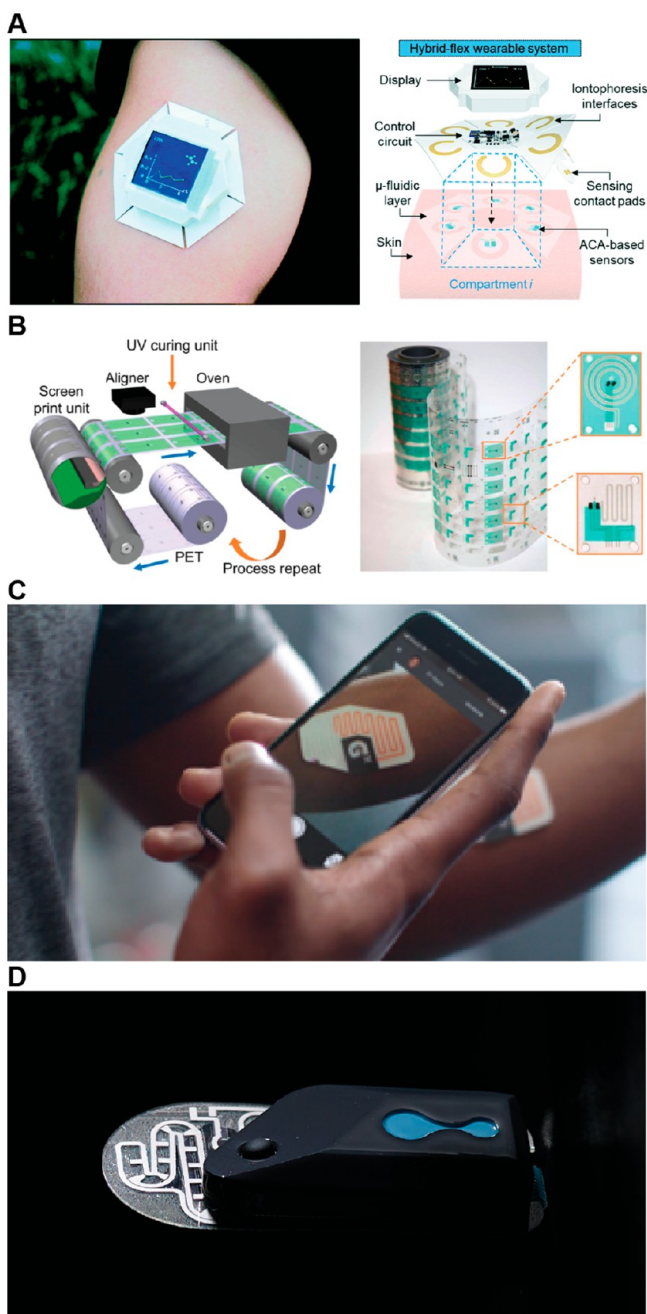 A
Hybrid-flex wearable system
Display
Iontophoresis
interfaces
Control
circuit
µ-fluidic
layer
Sensing
contact pads
Skin
ACA-based
sensors
Compartment i
B
UV curing unit
Aligner
Oven
Screen
print unit
PET
Process repeat
C
G
D